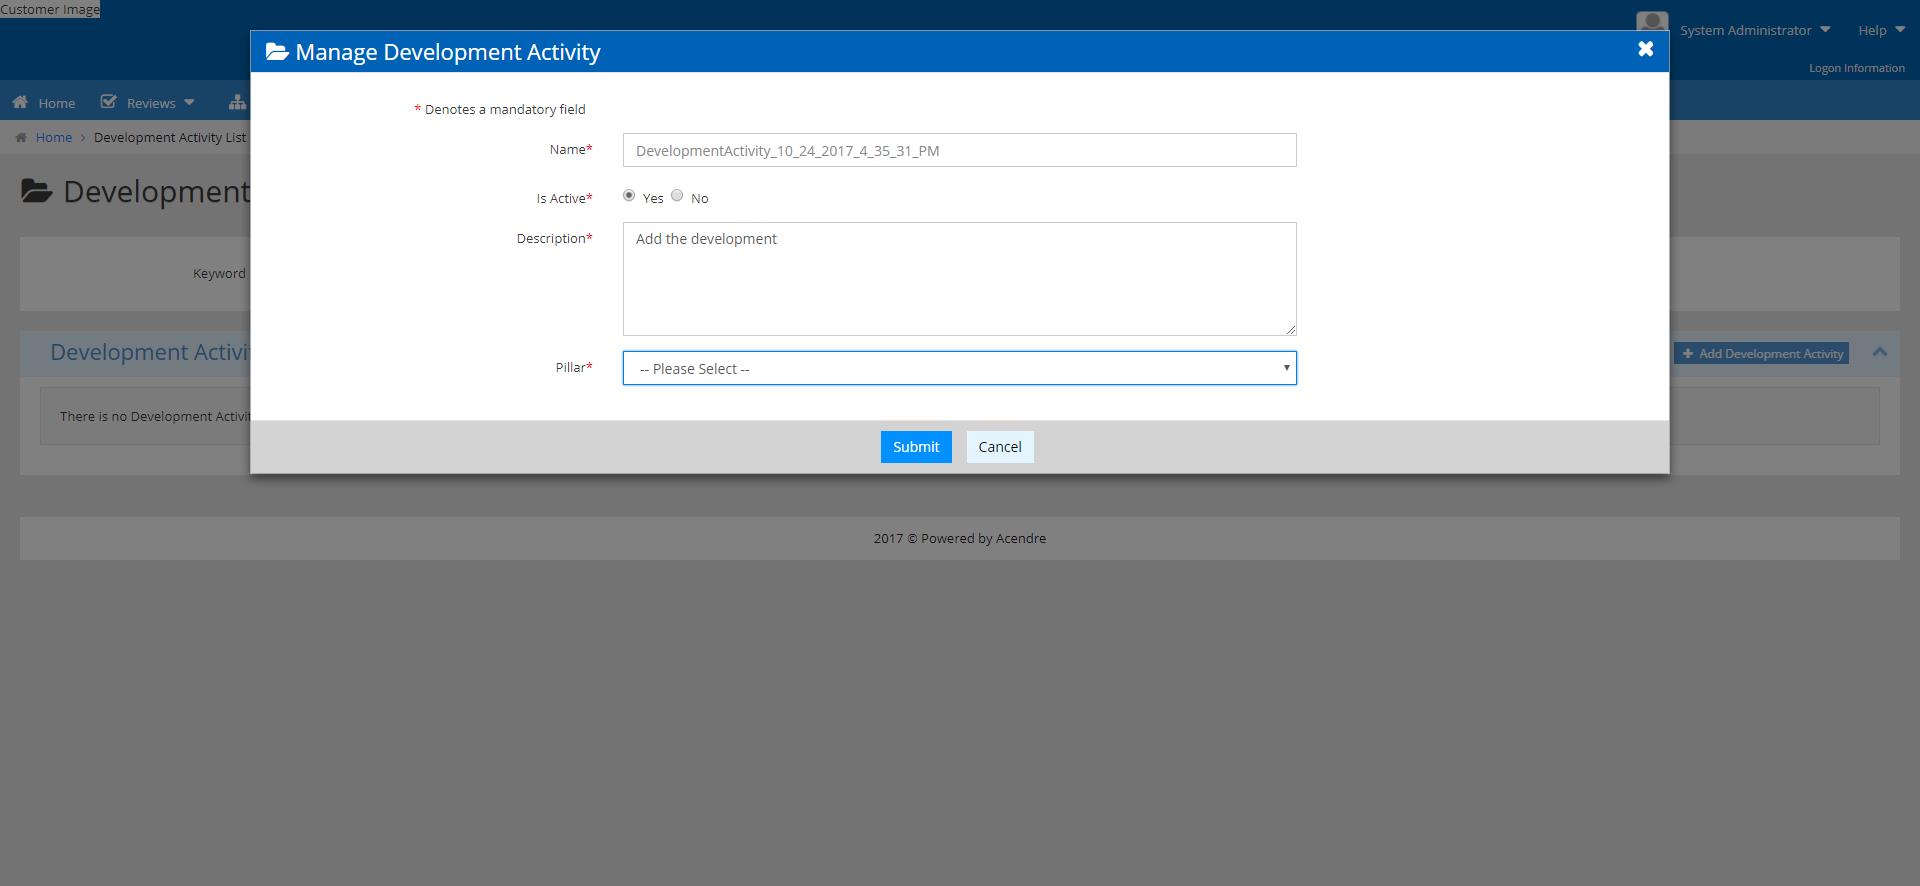 Customer Image
System Administrator
Help
Logon Information
Manage Development Activity
Home
Reviews
Home > Development Activity List
* Denotes a mandatory field
Name*
DevelopmentActivity_10_24_2017_4_35_31_PM
Development
Is Active*
Yes
No
Description*
Add the development
Keyword
Development Activi
Pillar*
-- Please Select --
+ Add Development Activity
There is no Development Activit
Submit
Cancel
2017 © Powered by Acendre